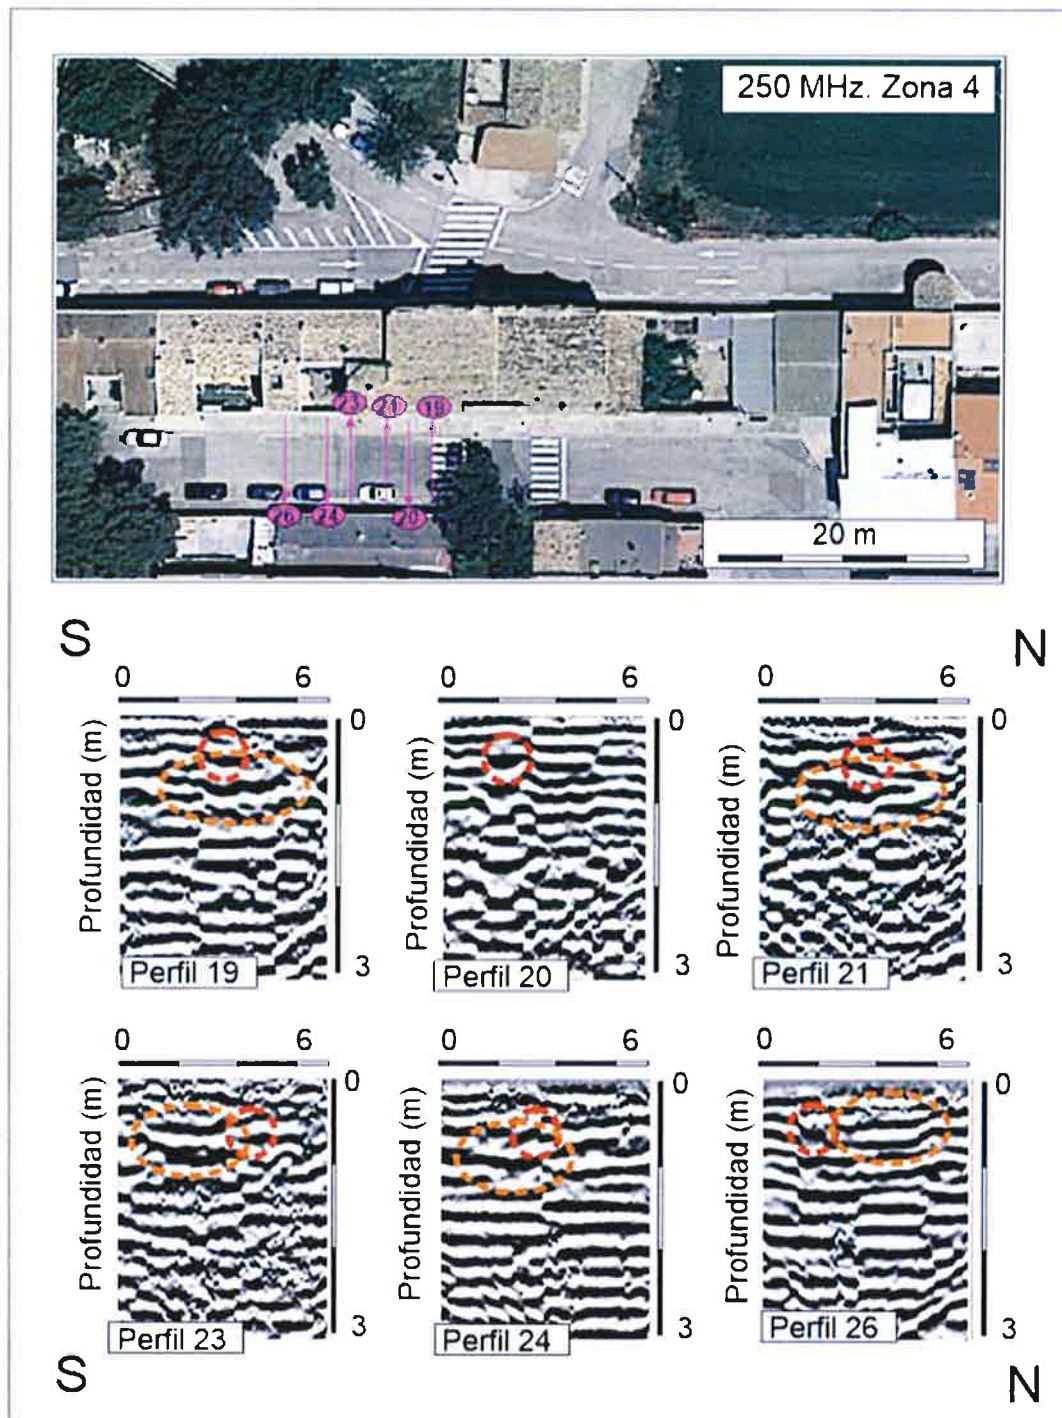 250 MHz. Zona 4
23 21 19
26 24 20
20 m
S N
0 6 0 6 0 6
Profundidad (m) 0 3 Perfil 19
Profundidad (m) 0 3 Perfil 20
Profundidad (m) 0 3 Perfil 21
0 6 0 6 0 6
Profundidad (m) 0 3 Perfil 23
Profundidad (m) 0 3 Perfil 24
Profundidad (m) 0 3 Perfil 26
S N